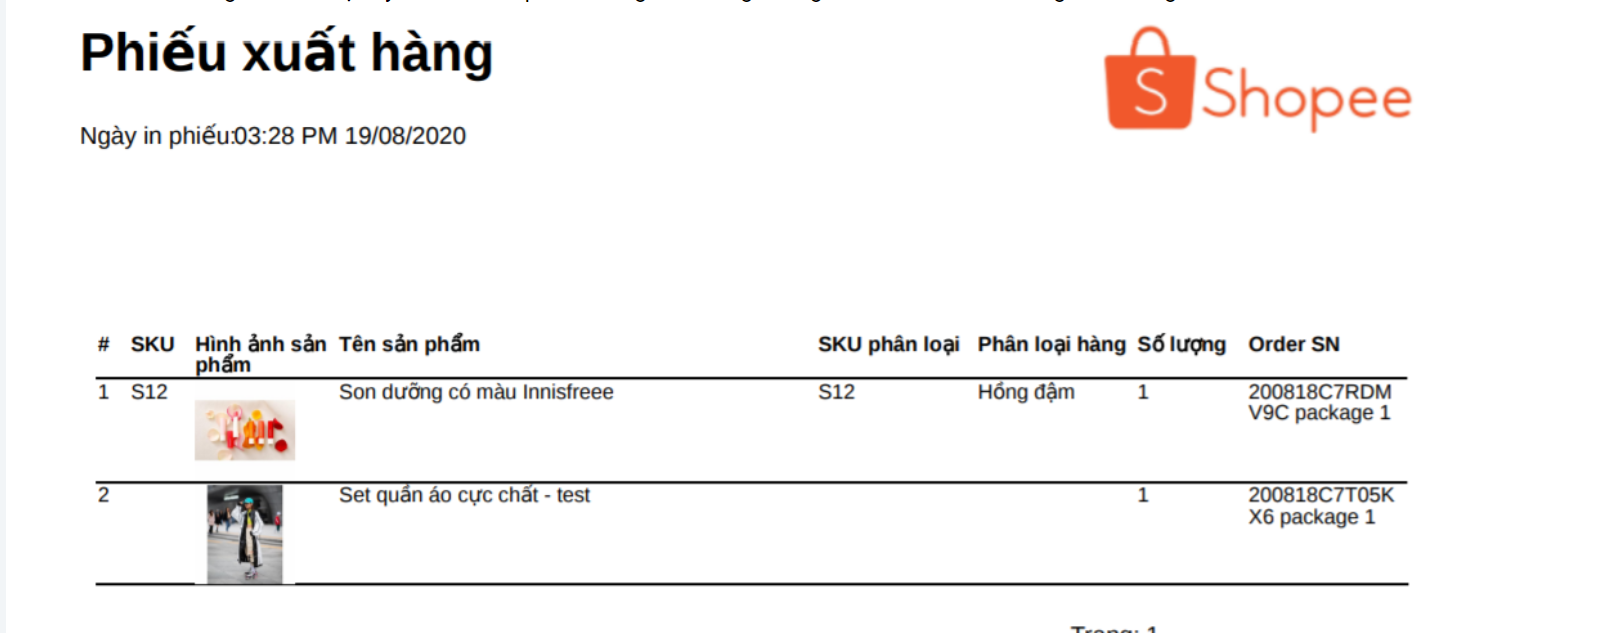 Phiếu xuất hàng
S Shopee
Ngày in phiếu:03:28 PM 19/08/2020
# SKU Hình ảnh sản phẩm Tên sản phẩm SKU phân loại Phân loại hàng Số lượng Order SN
1 S12 Son dưỡng có màu Innisfreee S12 Hồng đậm 1 200818C7RDM
V9C package 1
2 Set quần áo cực chất - test 1 200818C7T05K
X6 package 1
Trang: 1